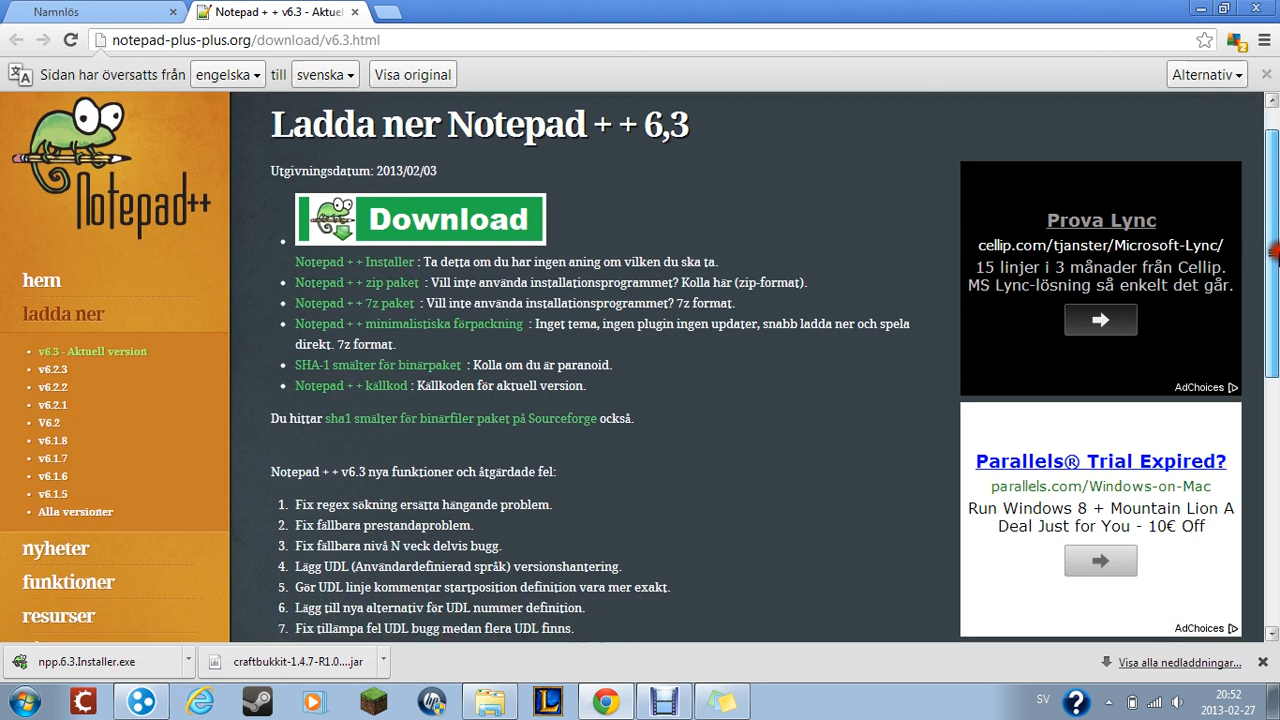 Namnlös
Notepad + + v6.3 - Aktuel
notepad-plus-plus.org/download/v6.3.html
Sidan har översatts från engelska till svenska Visa original Alternativ
Notepad++
hem
ladda ner
v6.3 - Aktuell version
v6.2.3
v6.2.2
v6.2.1
V6.2
v6.1.8
v6.1.7
v6.1.6
v6.1.5
Alla versioner
nyheter
funktioner
resurser
Ladda ner Notepad + + 6,3
Utgivningsdatum: 2013/02/03
Download
Notepad + + Installer : Ta detta om du har ingen aning om vilken du ska ta.
Notepad + + zip paket : Vill inte använda installationsprogrammet? Kolla här (zip-format).
Notepad + + 7z paket : Vill inte använda installationsprogrammet? 7z format.
Notepad + + minimalistiska förpackning : Inget tema, ingen plugin ingen updater, snabb ladda ner och spela
direkt. 7z format.
SHA-1 smälter för binärpaket : Kolla om du är paranoid.
Notepad + + källkod : Källkoden för aktuell version.
Du hittar sha1 smälter för binärfiler paket på Sourceforge också.
Notepad + + v6.3 nya funktioner och åtgärdade fel:
1. Fix regex sökning ersätta hängande problem.
2. Fix fällbara prestandaproblem.
3. Fix fällbara nivå N veck delvis bugg.
4. Lägg UDL (Användardefinierad språk) versionshantering.
5. Gör UDL linje kommentar startposition definition vara mer exakt.
6. Lägg till nya alternativ för UDL nummer definition.
7. Fix tillämpa fel UDL bugg medan flera UDL finns.
Prova Lync
cellip.com/tjanster/Microsoft-Lync/
15 linjer i 3 månader från Cellip.
MS Lync-lösning så enkelt det går.
AdChoices
Parallels® Trial Expired?
parallels.com/Windows-on-Mac
Run Windows 8 + Mountain Lion A
Deal Just for You - 10€ Off
AdChoices
npp.6.3.Installer.exe
craftbukkit-1.4.7-R1.0....jar
Visa alla nedladdningar...
SV
20:52
2013-02-27